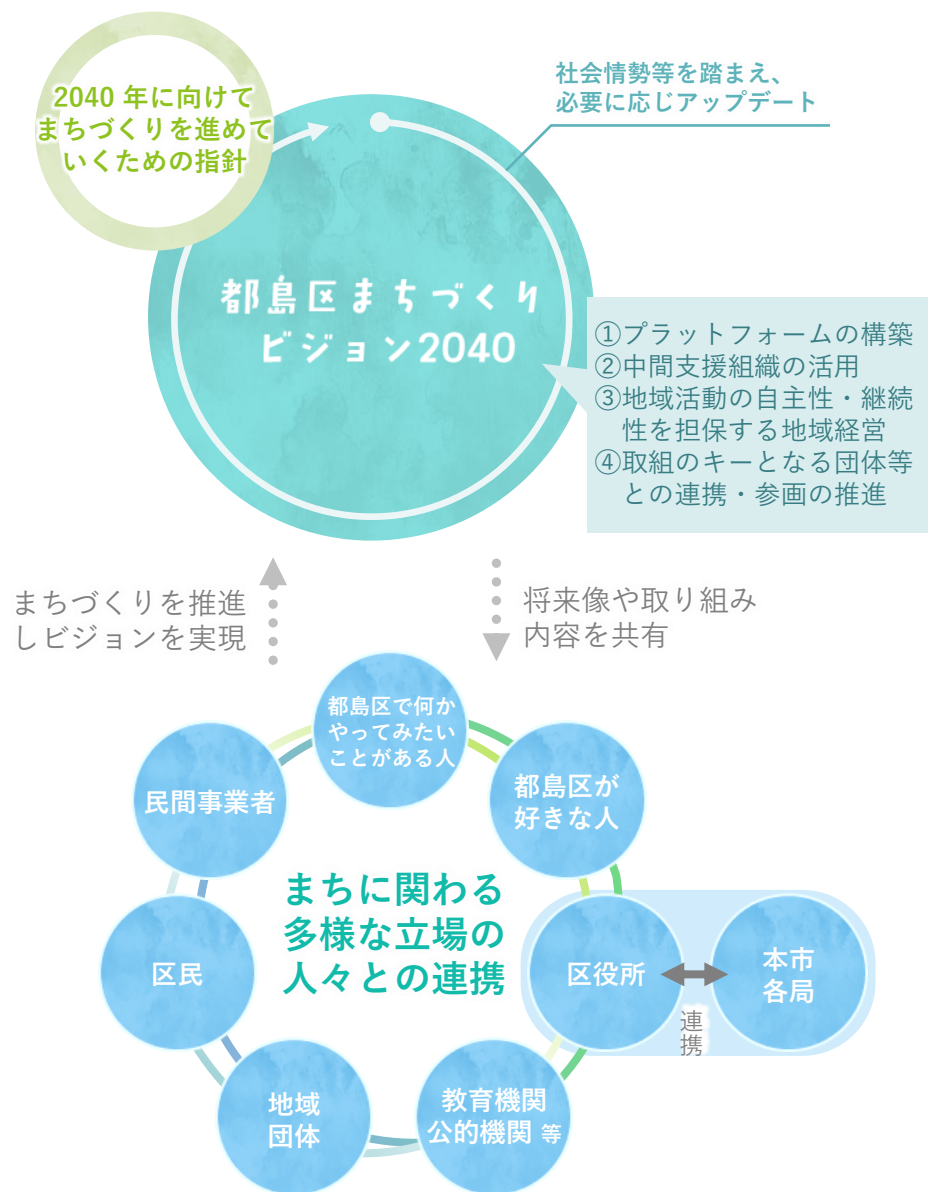 2040 年に向けて
まちづくりを進めて
いくための指針
社会情勢等を踏まえ、
必要に応じアップデート
都島区まちづくり
ビジョン2040
①プラットフォームの構築
②中間支援組織の活用
③地域活動の自主性・継続
性を担保する地域経営
④取組のキーとなる団体等
との連携・参画の推進
まちづくりを推進
しビジョンを実現
将来像や取り組み
内容を共有
都島区で何か
やってみたい
ことがある人
民間事業者
都島区が
好きな人
まちに関わる
多様な立場の
人々との連携
区民
区役所
本市
各局
連携
地域
団体
教育機関
公的機関 等